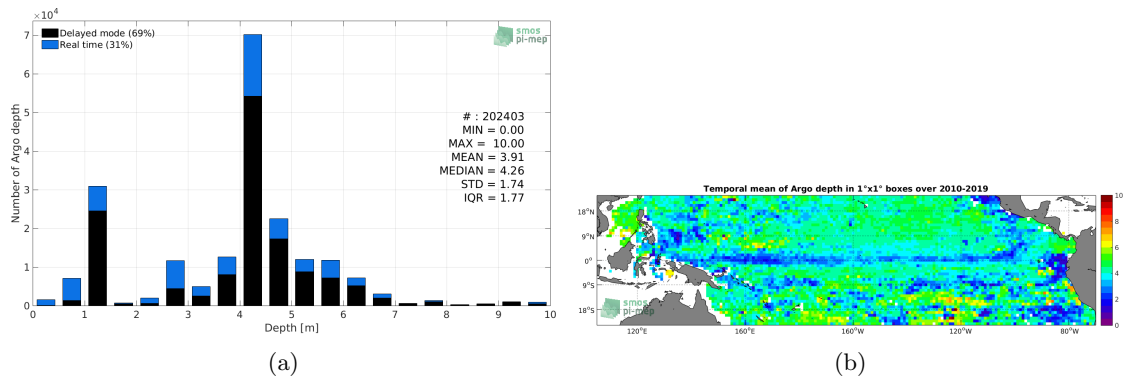 ×10⁴
7
6
5
4
3
2
1
0
Number of Argo depth
Delayed mode (69%)
Real time (31%)
smos
pi-mep
# : 202403
MIN = 0.00
MAX = 10.00
MEAN = 3.91
MEDIAN = 4.26
STD = 1.74
IQR = 1.77
0 1 2 3 4 5 6 7 8 9 10
Depth [m]
(a)
Temporal mean of Argo depth in 1°x1° boxes over 2010-2019
18°N
9°N
0°
9°S
18°S
smos
pi-mep
120°E 160°E 160°W 120°W 80°W
10
8
6
4
2
0
(b)